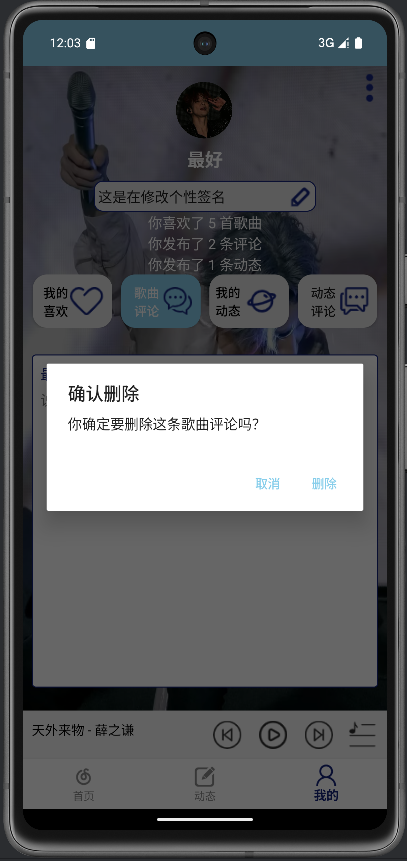 12:03
3G
最好
这是在修改个性签名
你喜欢了 5 首歌曲
你发布了 2 条评论
你发布了 1 条动态
我的
喜欢
歌曲
评论
我的
动态
动态
评论
确认删除
你确定要删除这条歌曲评论吗?
取消
删除
天外来物 - 薛之谦
首页
动态
我的